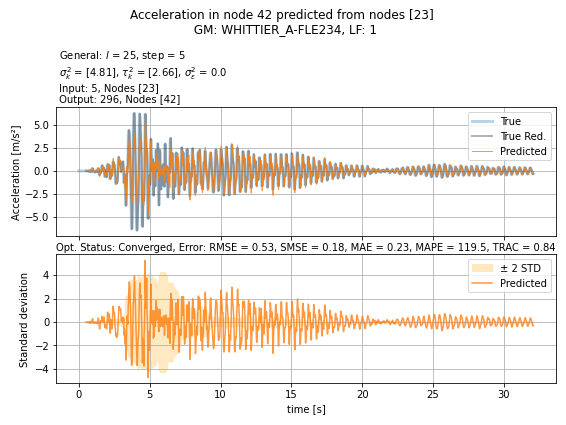 Acceleration in node 42 predicted from nodes [23]
GM: WHITTIER_A-FLE234, LF: 1
General: l = 25, step = 5
σ²ₖ = [4.81], τ²ₖ = [2.66], σ²ε = 0.0
Input: 5, Nodes [23]
Output: 296, Nodes [42]
Acceleration [m/s²]
5.0
2.5
0.0
−2.5
−5.0
True
True Red.
Predicted
Opt. Status: Converged, Error: RMSE = 0.53, SMSE = 0.18, MAE = 0.23, MAPE = 119.5, TRAC = 0.84
Standard deviation
4
2
0
−2
−4
± 2 STD
Predicted
0 5 10 15 20 25 30
time [s]